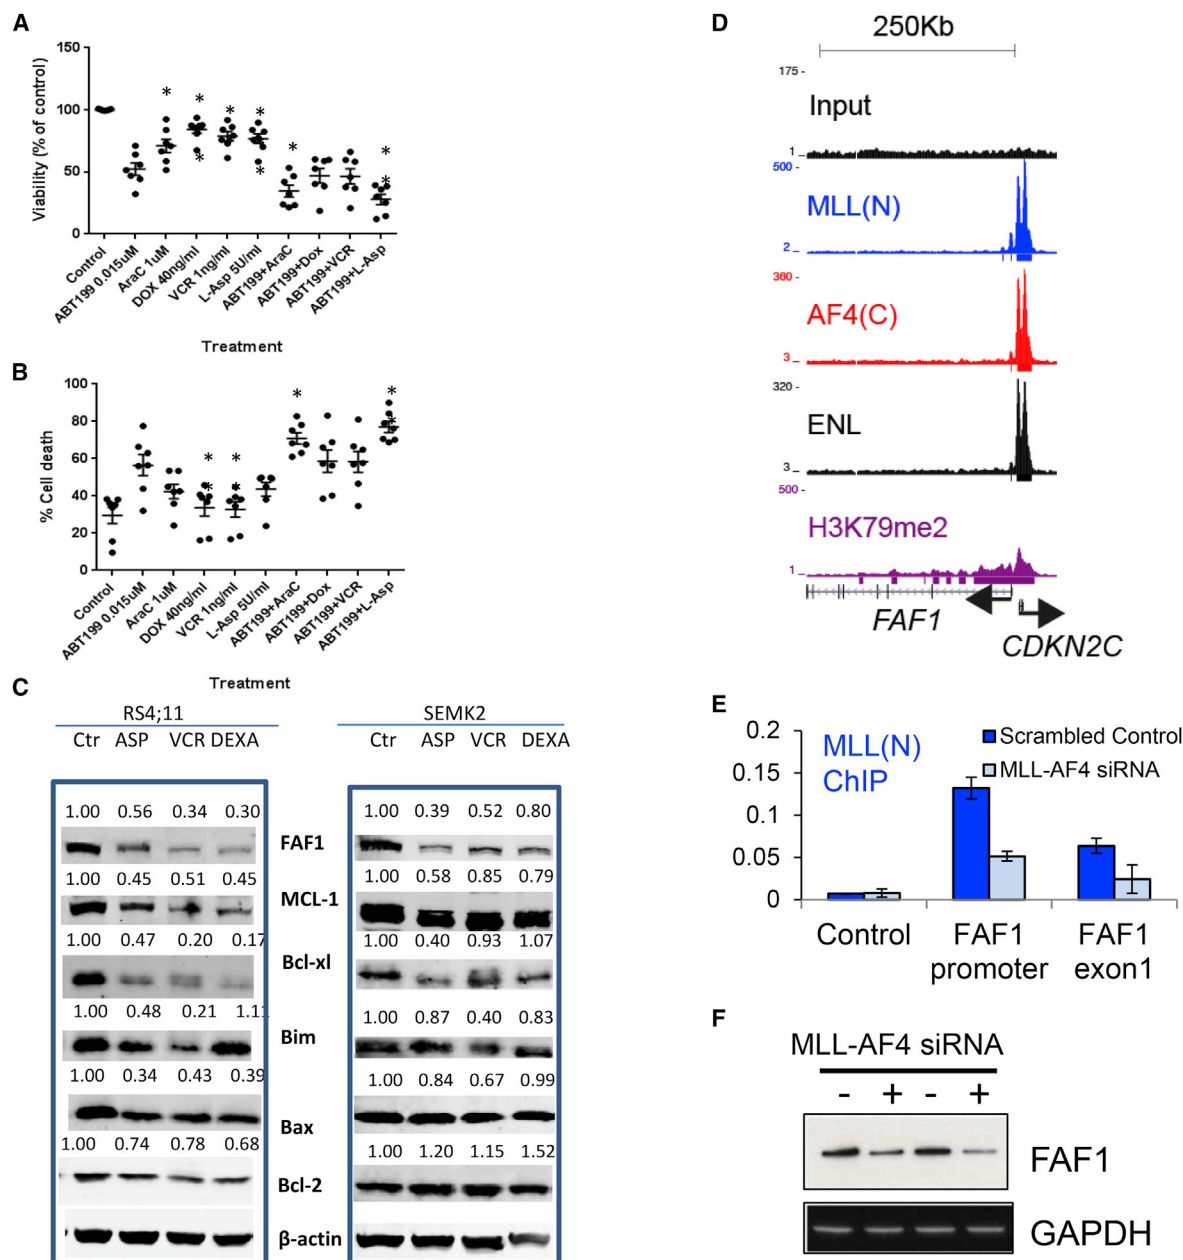 A
150
100
50
0
Viability (% of control)
* * * * * * * * * *
Control
ABT199 0.015uM
AraC 1uM
DOX 40ng/ml
VCR 1ng/ml
L-Asp 5U/ml
ABT199+AraC
ABT199+Dox
ABT199+VCR
ABT199+L-Asp
Treatment
B
100
80
60
40
20
0
% Cell death
* * * * * * *
Control
ABT199 0.015uM
AraC 1uM
DOX 40ng/ml
VCR 1ng/ml
L-Asp 5U/ml
ABT199+AraC
ABT199+Dox
ABT199+VCR
ABT199+L-Asp
Treatment
C
RS4;11
Ctr ASP VCR DEXA
SEMK2
Ctr ASP VCR DEXA
1.00 0.56 0.34 0.30
FAF1
1.00 0.39 0.52 0.80
1.00 0.45 0.51 0.45
MCL-1
1.00 0.58 0.85 0.79
1.00 0.47 0.20 0.17
Bcl-xl
1.00 0.40 0.93 1.07
1.00 0.48 0.21 1.11
Bim
1.00 0.87 0.40 0.83
1.00 0.34 0.43 0.39
Bax
1.00 0.84 0.67 0.99
1.00 0.74 0.78 0.68
Bcl-2
1.00 1.20 1.15 1.52
β-actin
D
250Kb
175 -
Input
1 _
500 -
MLL(N)
2 _
360 -
AF4(C)
3 _
320 -
ENL
3 _
500 -
H3K79me2
1 _
FAF1
CDKN2C
E
0.2
0.15
0.1
0.05
0
MLL(N)
ChIP
Scrambled Control
MLL-AF4 siRNA
Control
FAF1
promoter
FAF1
exon1
F
MLL-AF4 siRNA
- + - +
FAF1
GAPDH